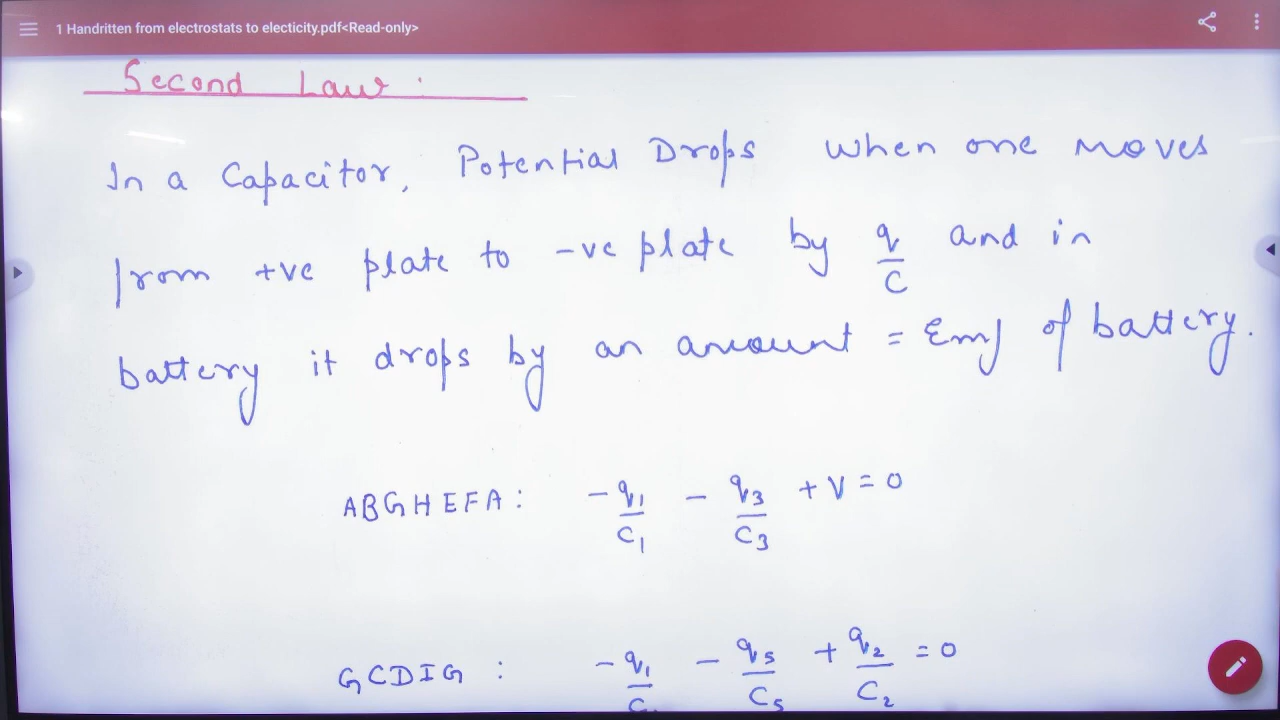 1 Handritten from electrostats to electicity.pdf<Read-only>
Second Law :
In a Capacitor, Potential Drops when one moves
from +ve plate to -ve plate by q/C and in
battery it drops by an amount = Emf of battery.
ABGHEFA : - q₁/C₁ - q₃/C₃ + V = 0
GCDIG : - q₁/C - q₅/C₅ + q₂/C₂ = 0